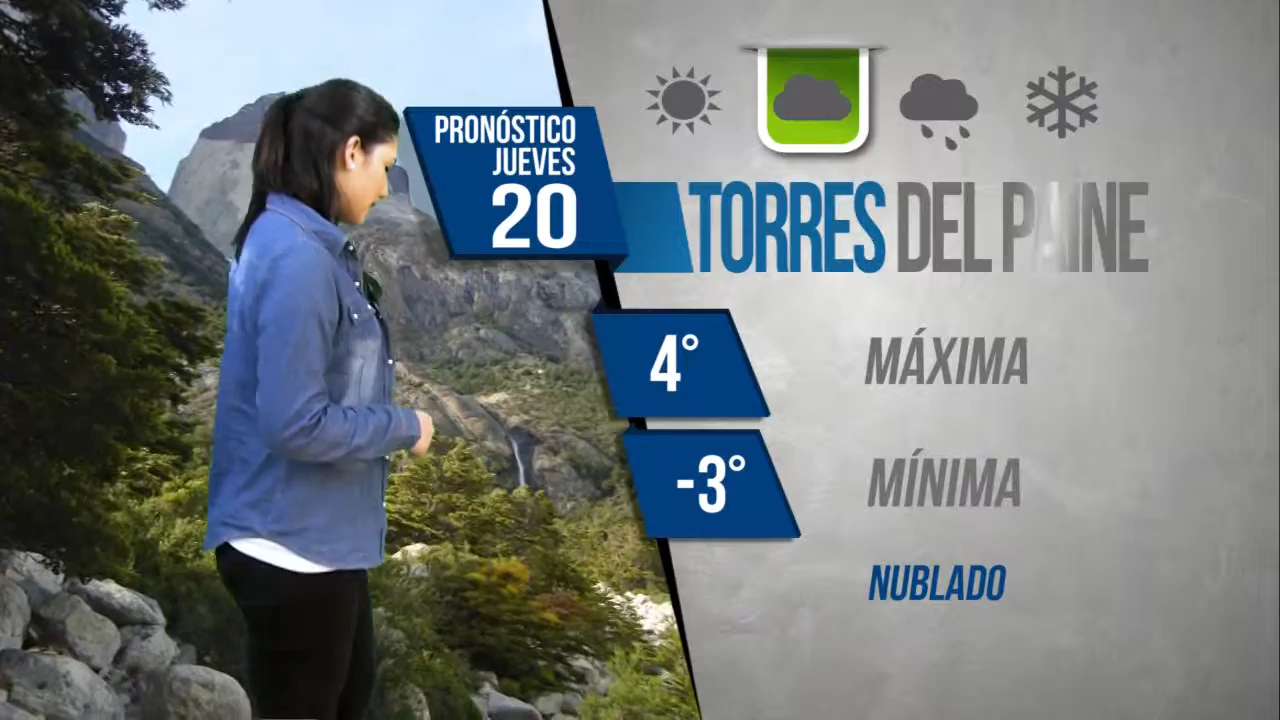 PRONÓSTICO
JUEVES
20
TORRES DEL PAINE
4° MÁXIMA
-3° MÍNIMA
NUBLADO